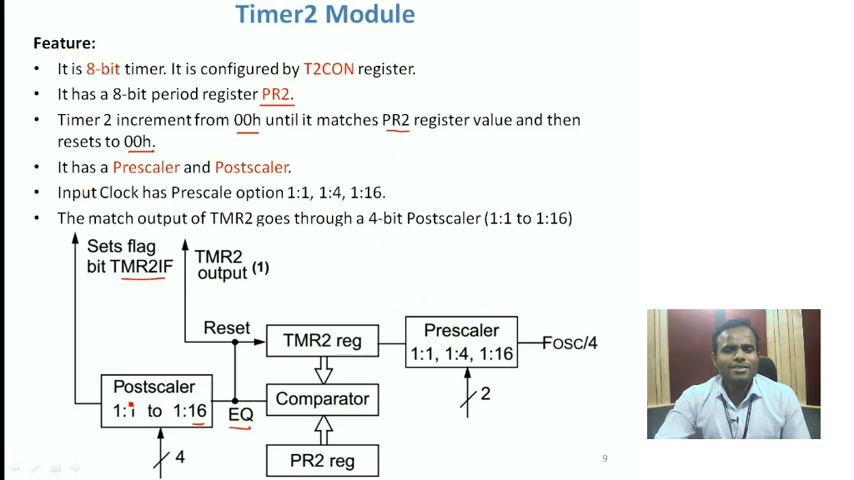 Timer2 Module
Feature:
• It is 8-bit timer. It is configured by T2CON register.
• It has a 8-bit period register PR2.
• Timer 2 increment from 00h until it matches PR2 register value and then
resets to 00h.
• It has a Prescaler and Postscaler.
• Input Clock has Prescale option 1:1, 1:4, 1:16.
• The match output of TMR2 goes through a 4-bit Postscaler (1:1 to 1:16)
Sets flag
bit TMR2IF
TMR2
output (1)
Reset
TMR2 reg
Prescaler
1:1, 1:4, 1:16
Fosc/4
Postscaler
1:1 to 1:16
EQ
Comparator
2
4
PR2 reg
9